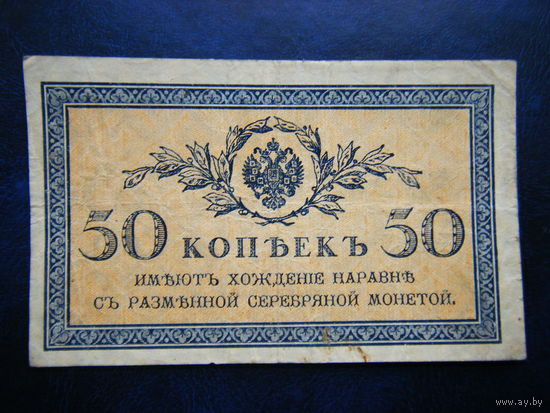 50 КОПѢЕКЪ 50
ИМѢЮТЪ ХОЖДЕНІЕ НАРАВНѢ
СЪ РАЗМѢННОЙ СЕРЕБРЯНОЙ МОНЕТОЙ.
www.ay.by